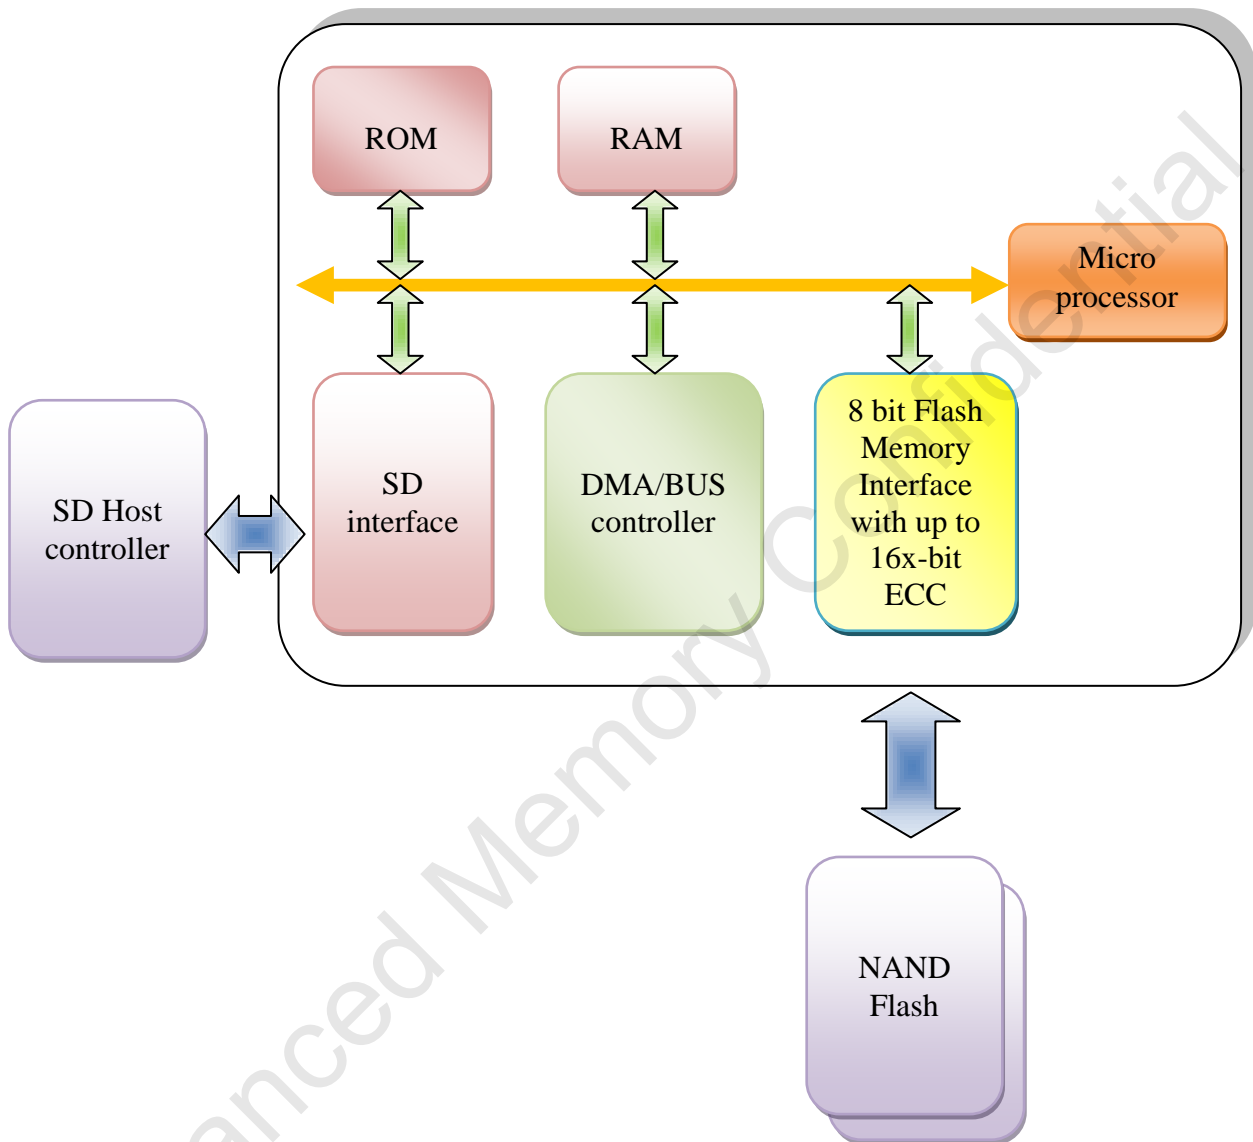 ROM
RAM
Micro
processor
SD Host
controller
SD
interface
DMA/BUS
controller
8 bit Flash
Memory
Interface
with up to
16x-bit
ECC
NAND
Flash
anced Memory Confidential